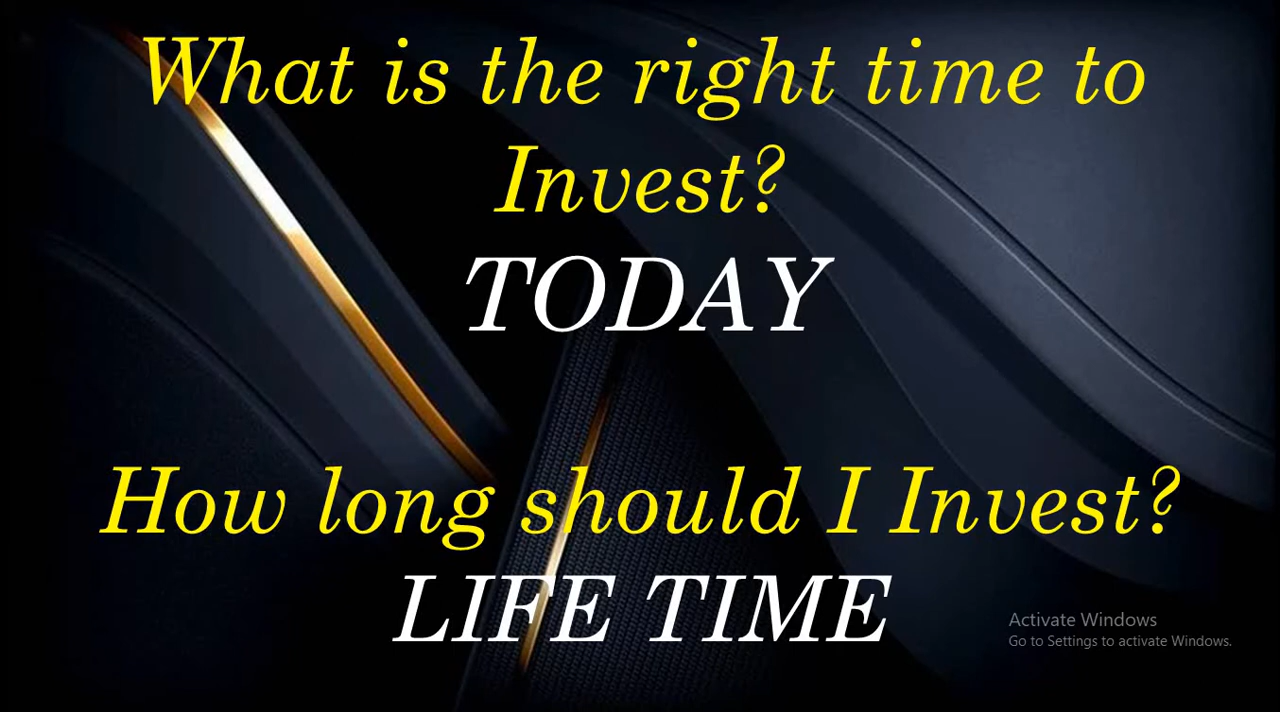 What is the right time to
Invest?
TODAY
How long should I Invest?
LIFE TIME
Activate Windows
Go to Settings to activate Windows.